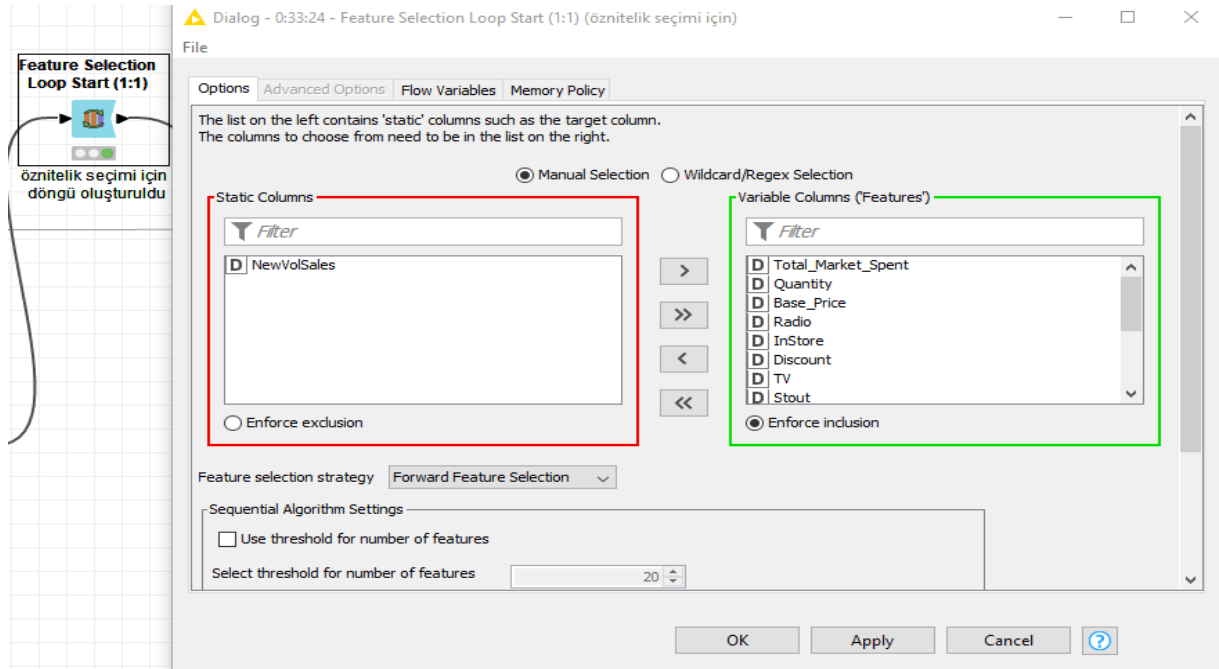 Dialog - 0:33:24 - Feature Selection Loop Start (1:1) (öznitelik seçimi için)
File
Feature Selection
Loop Start (1:1)
öznitelik seçimi için
döngü oluşturuldu
Options Advanced Options Flow Variables Memory Policy
The list on the left contains 'static' columns such as the target column.
The columns to choose from need to be in the list on the right.
Manual Selection Wildcard/Regex Selection
Static Columns
Filter
D NewVolSales
Enforce exclusion
>
>>
<
<<
Variable Columns ('Features')
Filter
D Total_Market_Spent
D Quantity
D Base_Price
D Radio
D InStore
D Discount
D TV
D Stout
Enforce inclusion
Feature selection strategy Forward Feature Selection
Sequential Algorithm Settings
Use threshold for number of features
Select threshold for number of features 20
OK Apply Cancel ?